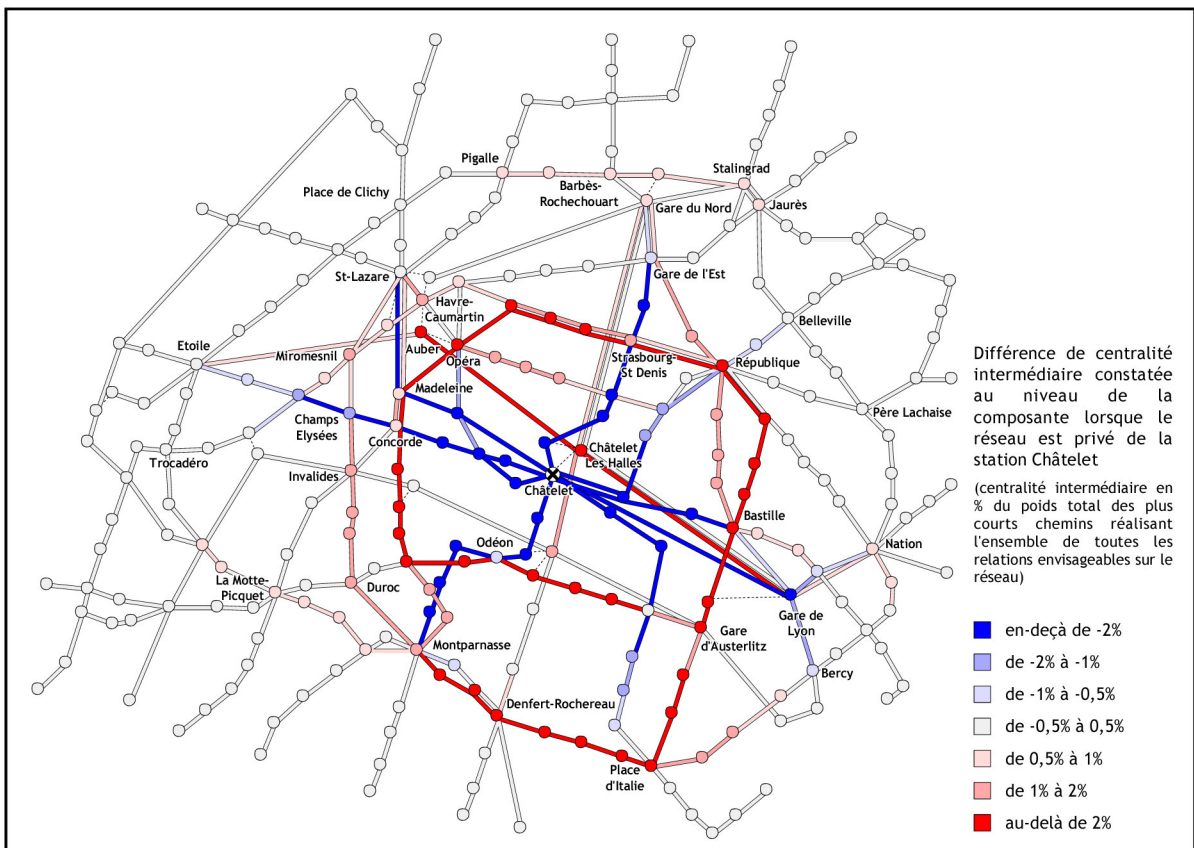 Pigalle
Stalingrad
Place de Clichy
Barbès-
Rochechouart
Gare du Nord
Jaurès
St-Lazare
Gare de l'Est
Havre-
Caumartin
Belleville
Etoile
Miromesnil
Auber
Opéra
Strasbourg-
St Denis
République
Madeleine
Champs
Elysées
Concorde
Père Lachaise
Trocadéro
Châtelet
Les Halles
Invalides
Châtelet
Bastille
Odéon
Nation
La Motte-
Picquet
Duroc
Gare de
Lyon
Gare
d'Austerlitz
Montparnasse
Bercy
Denfert-Rochereau
Place
d'Italie
Différence de centralité
intermédiaire constatée
au niveau de la
composante lorsque le
réseau est privé de la
station Châtelet
(centralité intermédiaire en
% du poids total des plus
courts chemins réalisant
l'ensemble de toutes les
relations envisageables sur le
réseau)
en-deçà de -2%
de -2% à -1%
de -1% à -0,5%
de -0,5% à 0,5%
de 0,5% à 1%
de 1% à 2%
au-delà de 2%